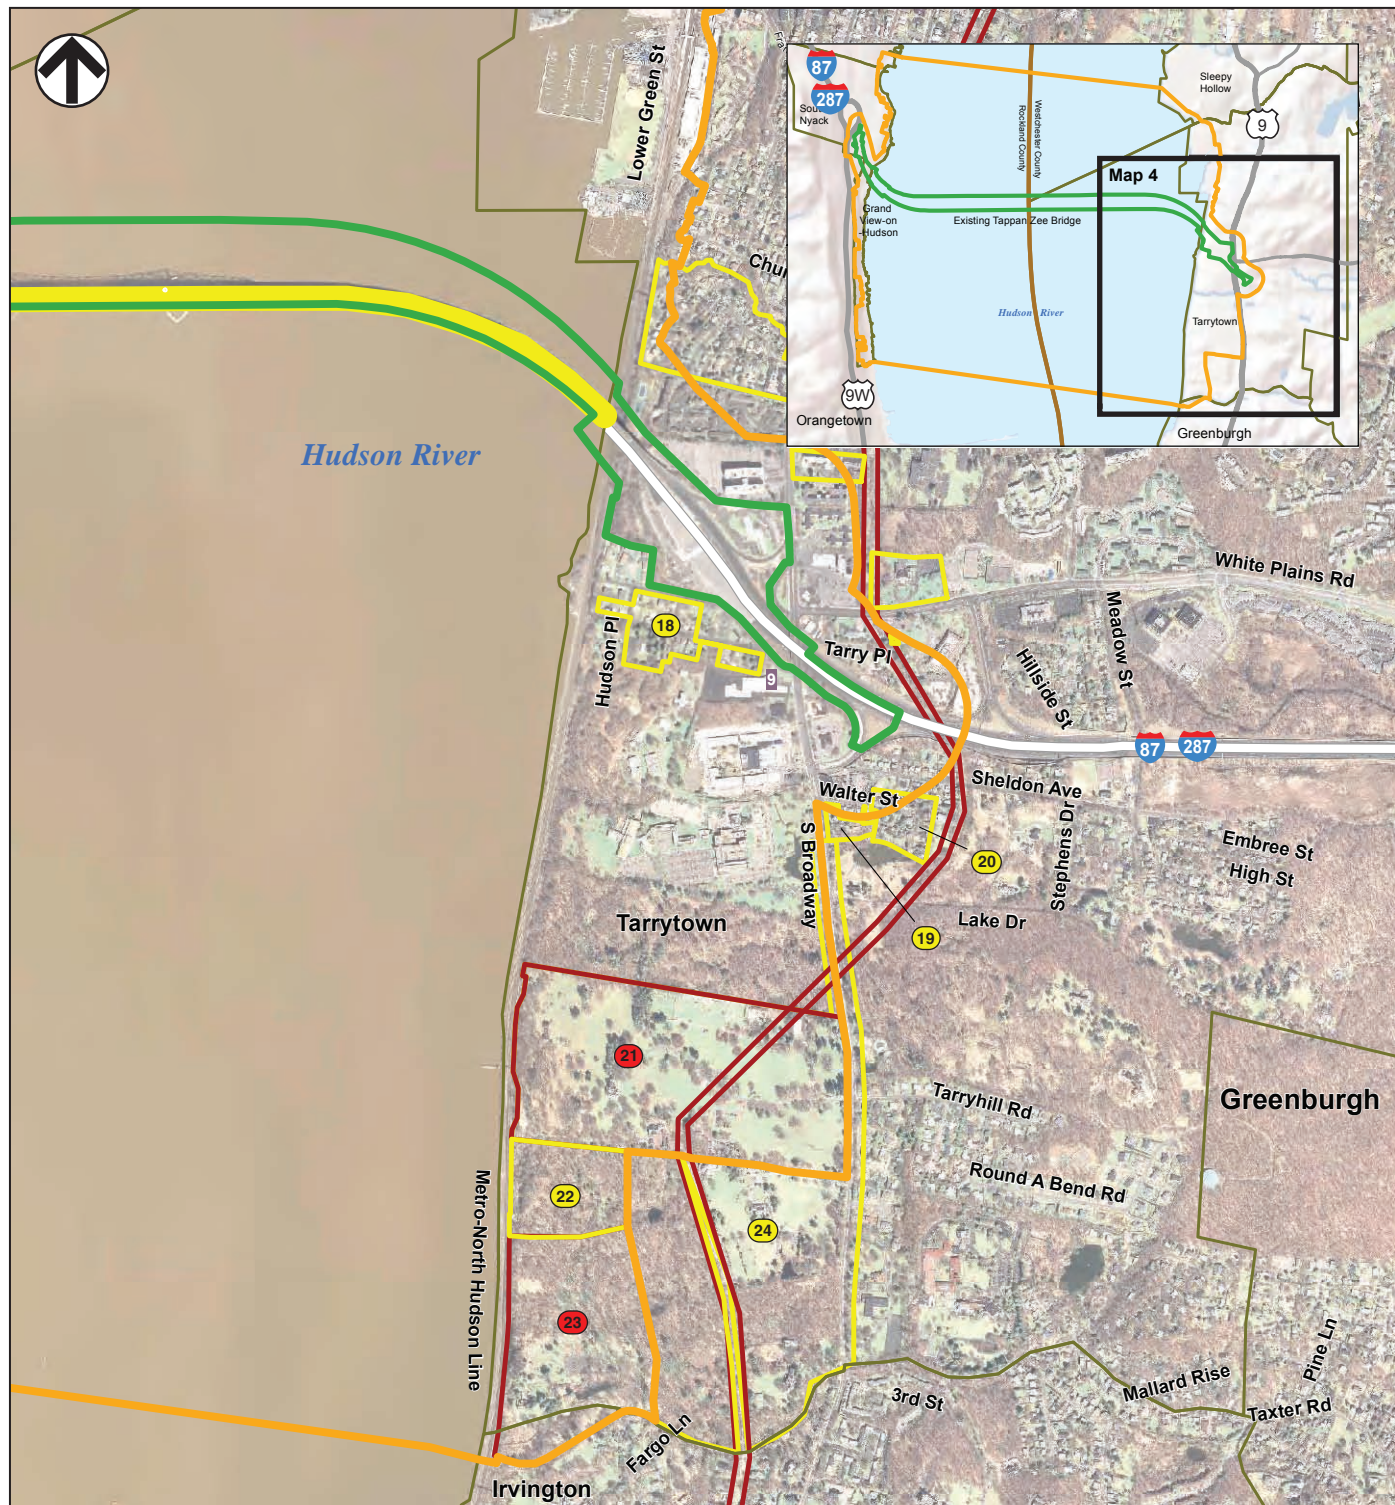 Lower Green St
87
287
Nyack
Sleepy
Hollow
9
Westchester County
Rockland County
Map 4
Grand
View-on
-Hudson
Existing Tappan Zee Bridge
Hudson River
Tarrytown
9W
Orangetown
Greenburgh
Hudson River
White Plains Rd
Meadow St
Hillside St
Tarry Pl
18
Hudson Pl
9
87
287
Sheldon Ave
Walter St
S Broadway
Stephens Dr
Embree St
High St
20
19
Lake Dr
Tarrytown
21
Greenburgh
Tarryhill Rd
Round A Bend Rd
22
24
Metro-North Hudson Line
23
Pine Ln
Mallard Rise
Taxter Rd
3rd St
Fargo Ln
Irvington